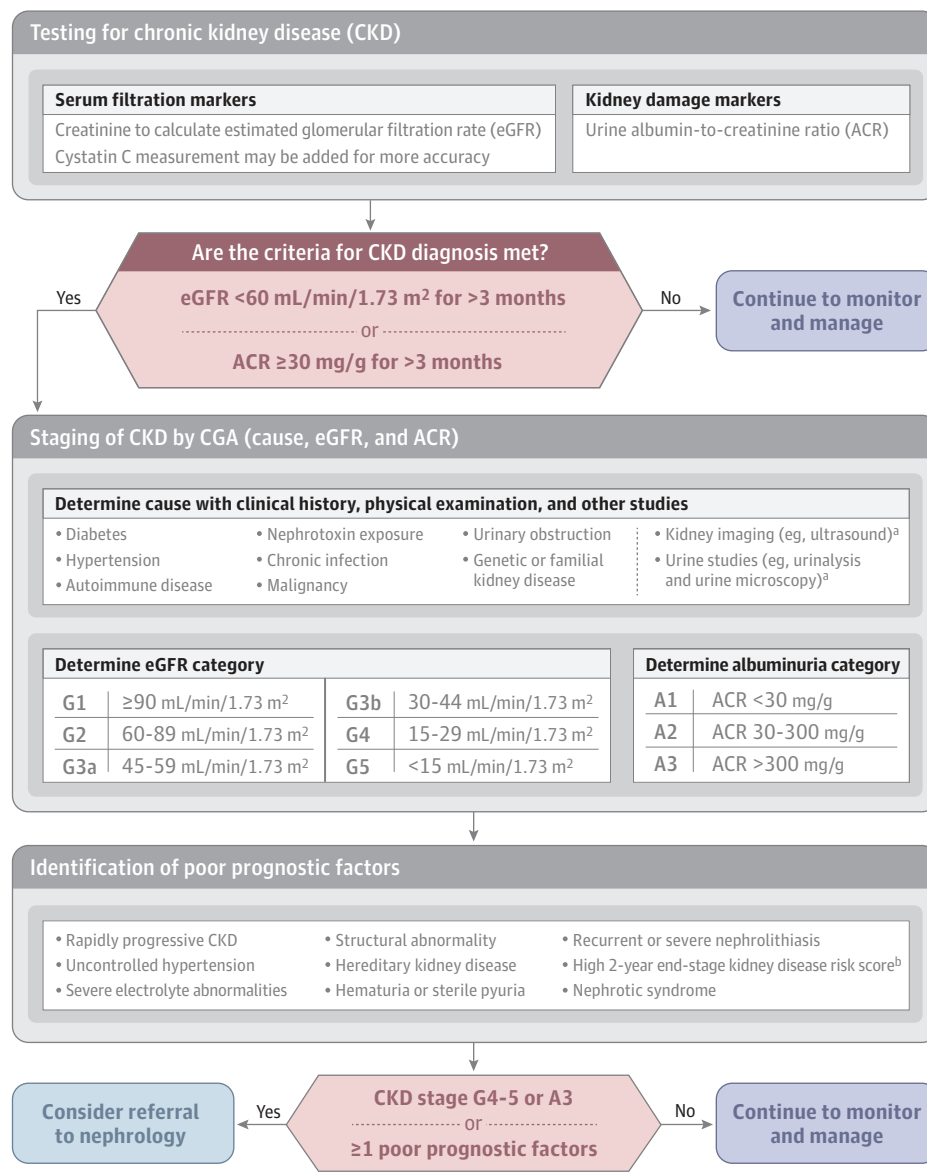 Testing for chronic kidney disease (CKD)
Serum filtration markers
Creatinine to calculate estimated glomerular filtration rate (eGFR)
Cystatin C measurement may be added for more accuracy
Kidney damage markers
Urine albumin-to-creatinine ratio (ACR)
Are the criteria for CKD diagnosis met?
eGFR <60 mL/min/1.73 m² for >3 months
or
ACR ≥30 mg/g for >3 months
Yes
No
Continue to monitor
and manage
Staging of CKD by CGA (cause, eGFR, and ACR)
Determine cause with clinical history, physical examination, and other studies
• Diabetes
• Hypertension
• Autoimmune disease
• Nephrotoxin exposure
• Chronic infection
• Malignancy
• Urinary obstruction
• Genetic or familial
kidney disease
• Kidney imaging (eg, ultrasound)ᵃ
• Urine studies (eg, urinalysis
and urine microscopy)ᵃ
Determine eGFR category
G1 ≥90 mL/min/1.73 m²
G2 60-89 mL/min/1.73 m²
G3a 45-59 mL/min/1.73 m²
G3b 30-44 mL/min/1.73 m²
G4 15-29 mL/min/1.73 m²
G5 <15 mL/min/1.73 m²
Determine albuminuria category
A1 ACR <30 mg/g
A2 ACR 30-300 mg/g
A3 ACR >300 mg/g
Identification of poor prognostic factors
• Rapidly progressive CKD
• Uncontrolled hypertension
• Severe electrolyte abnormalities
• Structural abnormality
• Hereditary kidney disease
• Hematuria or sterile pyuria
• Recurrent or severe nephrolithiasis
• High 2-year end-stage kidney disease risk scoreᵇ
• Nephrotic syndrome
Consider referral
to nephrology
Yes
CKD stage G4-5 or A3
or
≥1 poor prognostic factors
No
Continue to monitor
and manage